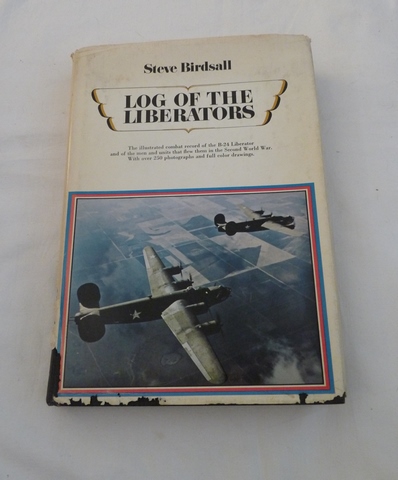 Steve Birdsall
LOG OF THE
LIBERATORS
The illustrated combat record of the B-24 Liberator
and of the men and units that flew them in the Second World War.
With over 250 photographs and full color drawings.